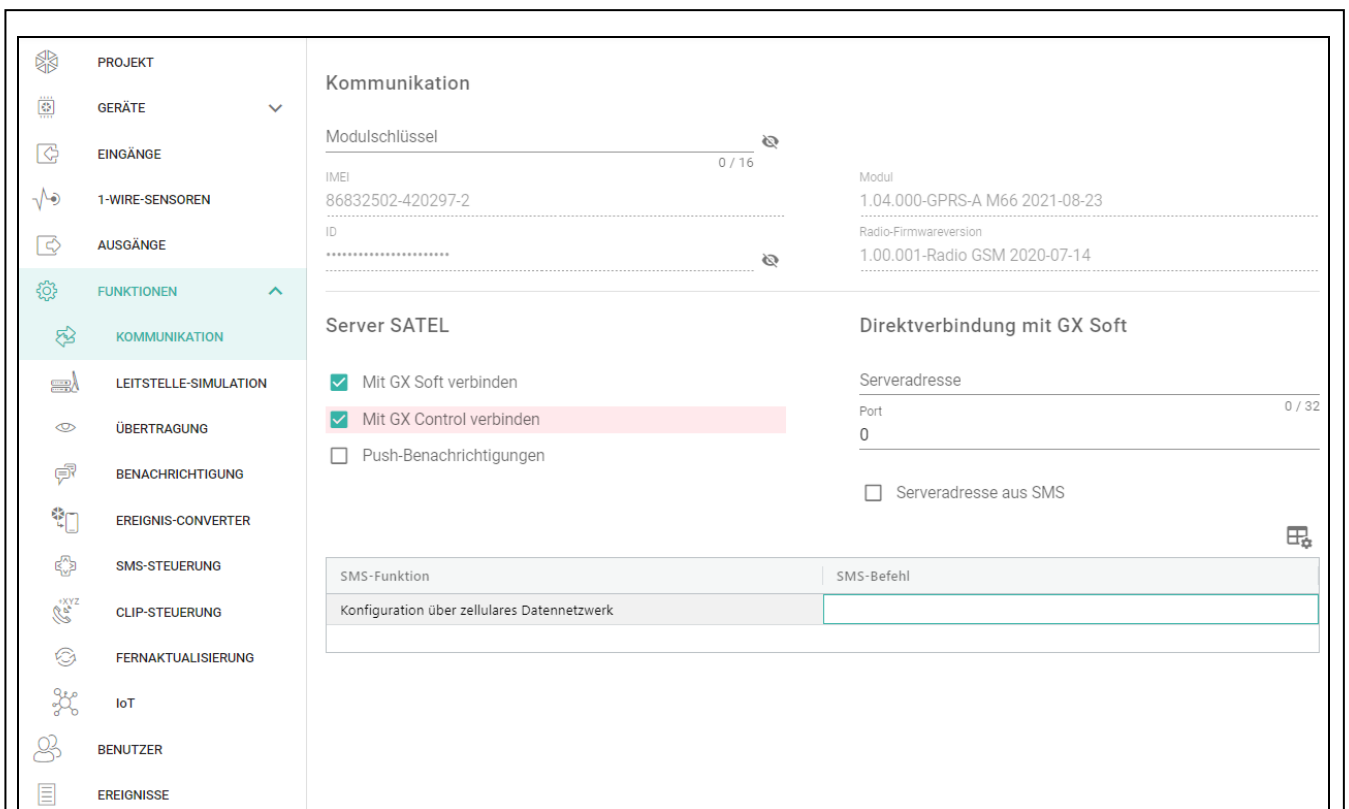 PROJEKT
GERÄTE
EINGÄNGE
1-WIRE-SENSOREN
AUSGÄNGE
FUNKTIONEN
KOMMUNIKATION
LEITSTELLE-SIMULATION
ÜBERTRAGUNG
BENACHRICHTIGUNG
EREIGNIS-CONVERTER
SMS-STEUERUNG
+XYZ
CLIP-STEUERUNG
FERNAKTUALISIERUNG
IoT
BENUTZER
EREIGNISSE
Kommunikation
Modulschlüssel
0 / 16
IMEI
86832502-420297-2
Modul
1.04.000-GPRS-A M66 2021-08-23
ID
••••••••••••••••••••••
Radio-Firmwareversion
1.00.001-Radio GSM 2020-07-14
Server SATEL
Mit GX Soft verbinden
Mit GX Control verbinden
Push-Benachrichtigungen
Direktverbindung mit GX Soft
Serveradresse
0 / 32
Port
0
Serveradresse aus SMS
SMS-Funktion SMS-Befehl
Konfiguration über zellulares Datennetzwerk